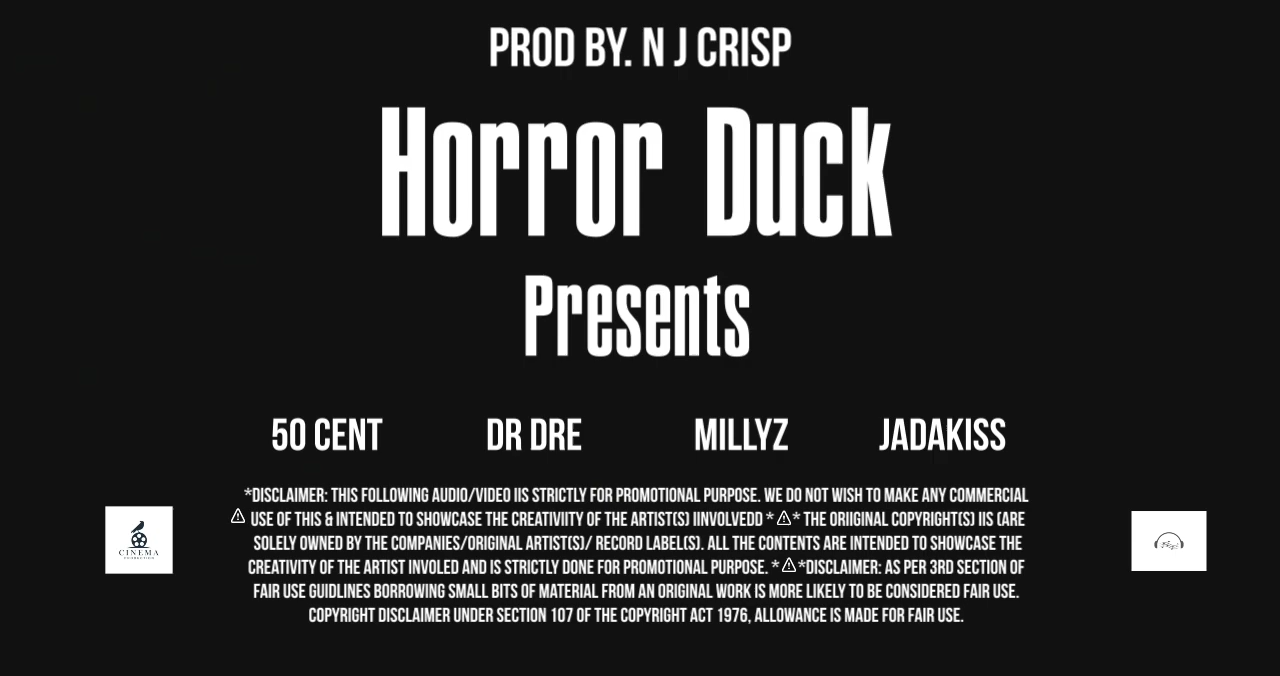 PROD BY. N J CRISP
Horror Duck
Presents
50 CENT DR DRE MILLYZ JADAKISS
*DISCLAIMER: THIS FOLLOWING AUDIO/VIDEO IIS STRICTLY FOR PROMOTIONAL PURPOSE. WE DO NOT WISH TO MAKE ANY COMMERCIAL
⚠ USE OF THIS & INTENDED TO SHOWCASE THE CREATIVIITY OF THE ARTIST(S) IINVOLVEDD *⚠* THE ORIIGINAL COPYRIGHT(S) IIS (ARE
SOLELY OWNED BY THE COMPANIES/ORIGINAL ARTIST(S)/ RECORD LABEL(S). ALL THE CONTENTS ARE INTENDED TO SHOWCASE THE
CREATIVITY OF THE ARTIST INVOLED AND IS STRICTLY DONE FOR PROMOTIONAL PURPOSE. *⚠*DISCLAIMER: AS PER 3RD SECTION OF
FAIR USE GUIDLINES BORROWING SMALL BITS OF MATERIAL FROM AN ORIGINAL WORK IS MORE LIKELY TO BE CONSIDERED FAIR USE.
COPYRIGHT DISCLAIMER UNDER SECTION 107 OF THE COPYRIGHT ACT 1976, ALLOWANCE IS MADE FOR FAIR USE.
CINEMA